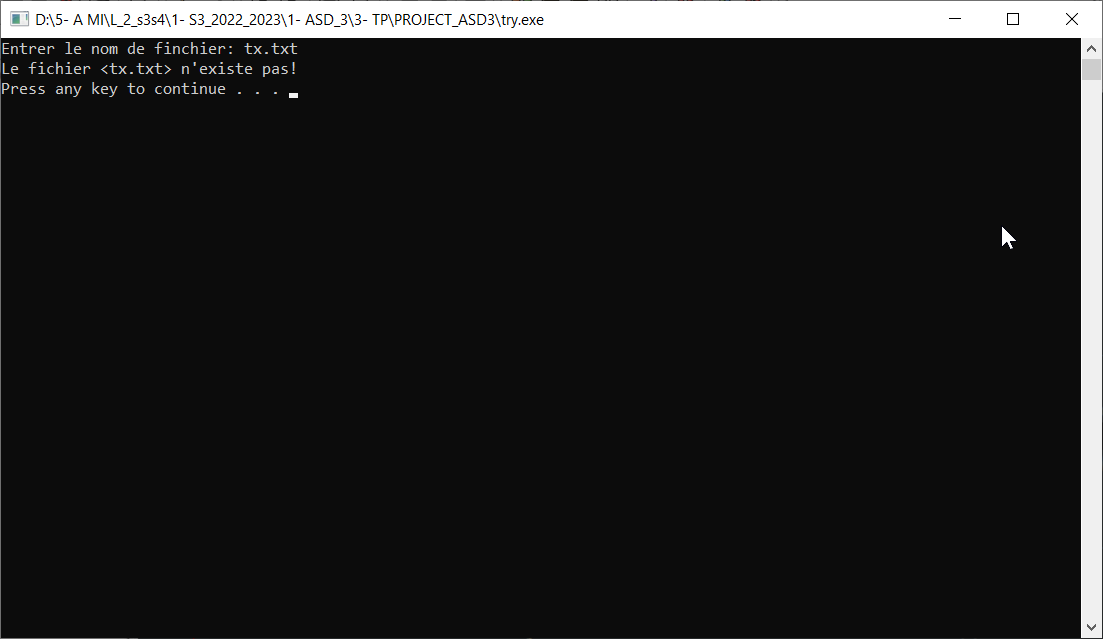 D:\5- A MI\L_2_s3s4\1- S3_2022_2023\1- ASD_3\3- TP\PROJECT_ASD3\try.exe
Entrer le nom de finchier: tx.txt
Le fichier <tx.txt> n'existe pas!
Press any key to continue . . .